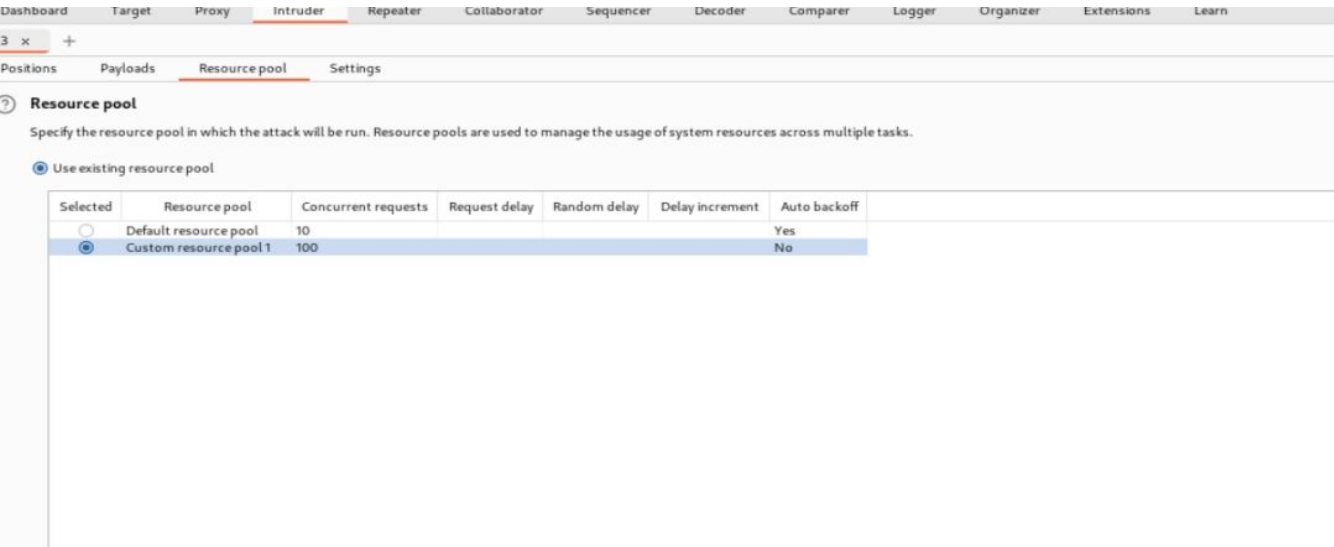 Dashboard Target Proxy Intruder Repeater Collaborator Sequencer Decoder Comparer Logger Organizer Extensions Learn
3 × +
Positions Payloads Resource pool Settings
? Resource pool
Specify the resource pool in which the attack will be run. Resource pools are used to manage the usage of system resources across multiple tasks.
Use existing resource pool
Selected Resource pool Concurrent requests Request delay Random delay Delay increment Auto backoff
Default resource pool 10 Yes
Custom resource pool 1 100 No